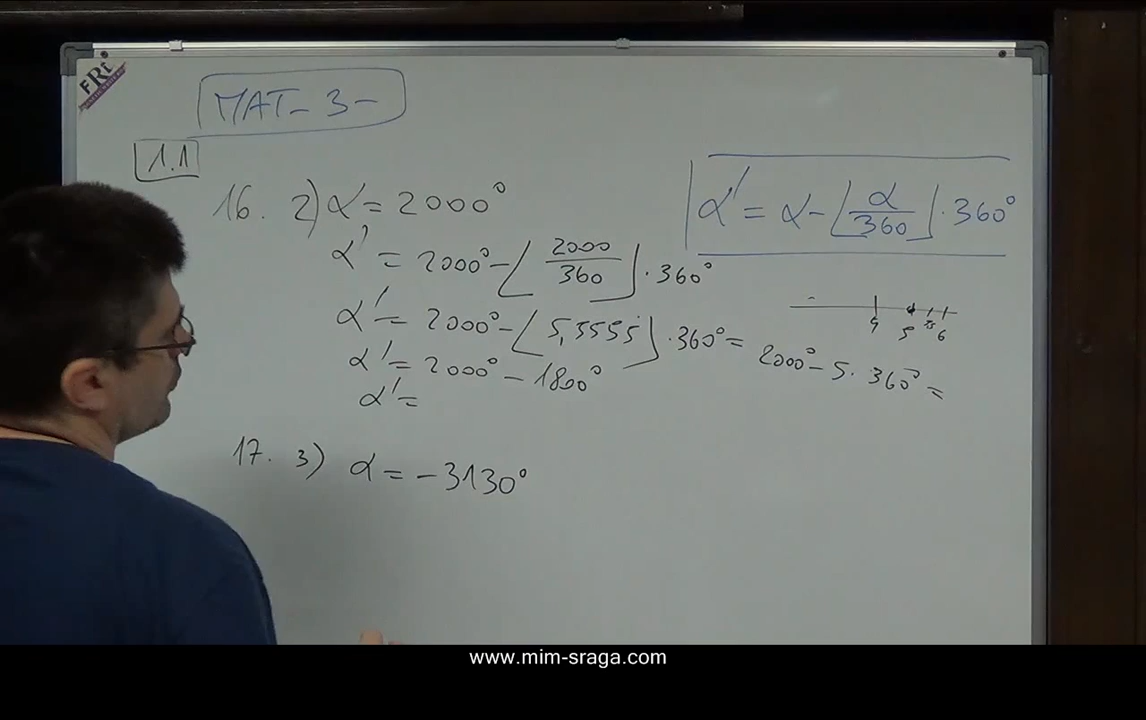 FRI
MAT-3-
1.1
16. 2) α = 2000°
α' = α - ⌊α/360⌋ · 360°
α' = 2000° - ⌊2000/360⌋ · 360°
α' = 2000° - ⌊5,5555⌋ · 360° = 2000° - 5 · 360° =
4 5 6
α' = 2000° - 1800°
α' =
17. 3) α = -3130°
www.mim-sraga.com